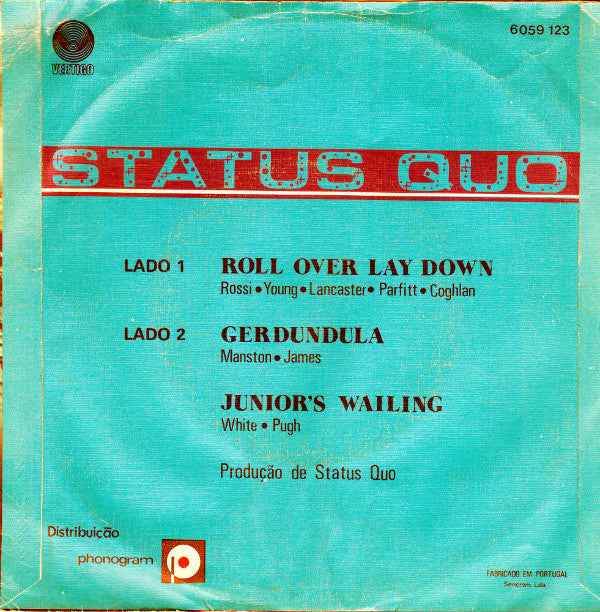 VERTIGO
6059 123
STATUS QUO
LADO 1
ROLL OVER LAY DOWN
Rossi • Young • Lancaster • Parfitt • Coghlan
LADO 2
GERDUNDULA
Manston • James
JUNIOR'S WAILING
White • Pugh
Produção de Status Quo
Distribuição
phonogram
p
FABRICADO EM PORTUGAL